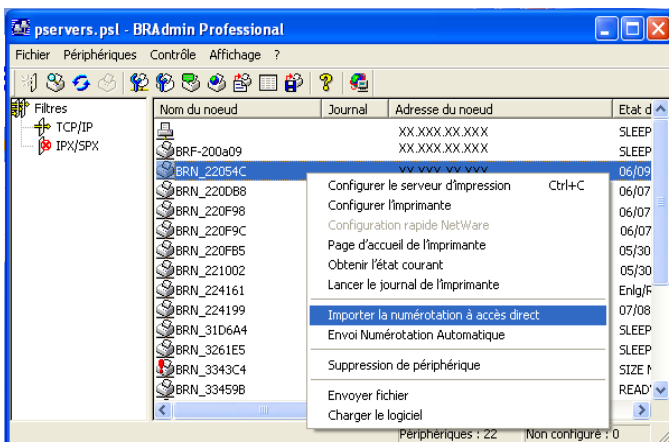 pservers.psl - BRAdmin Professional
Fichier Périphériques Contrôle Affichage ?
Filtres
TCP/IP
IPX/SPX
Nom du noeud Journal Adresse du noeud Etat d
XX.XXX.XX.XXX SLEEP
BRF-200a09 XX.XXX.XX.XXX SLEEP
BRN_22054C XX.XXX.XX.XXX 06/09
BRN_220DB8 06/07
BRN_220F98 06/07
BRN_220F9C 06/07
BRN_220FB5 05/30
BRN_221002 05/30
BRN_224161 Enlg/R
BRN_224199 07/08
BRN_31D6A4 SLEEP
BRN_3261E5 SLEEP
BRN_3343C4 SIZE M
BRN_33459B READY
Configurer le serveur d'impression Ctrl+C
Configurer l'imprimante
Configuration rapide NetWare
Page d'accueil de l'imprimante
Obtenir l'état courant
Lancer le journal de l'imprimante
Importer la numérotation à accès direct
Envoi Numérotation Automatique
Suppression de périphérique
Envoyer fichier
Charger le logiciel
Périphériques : 22 Non configuré : 0